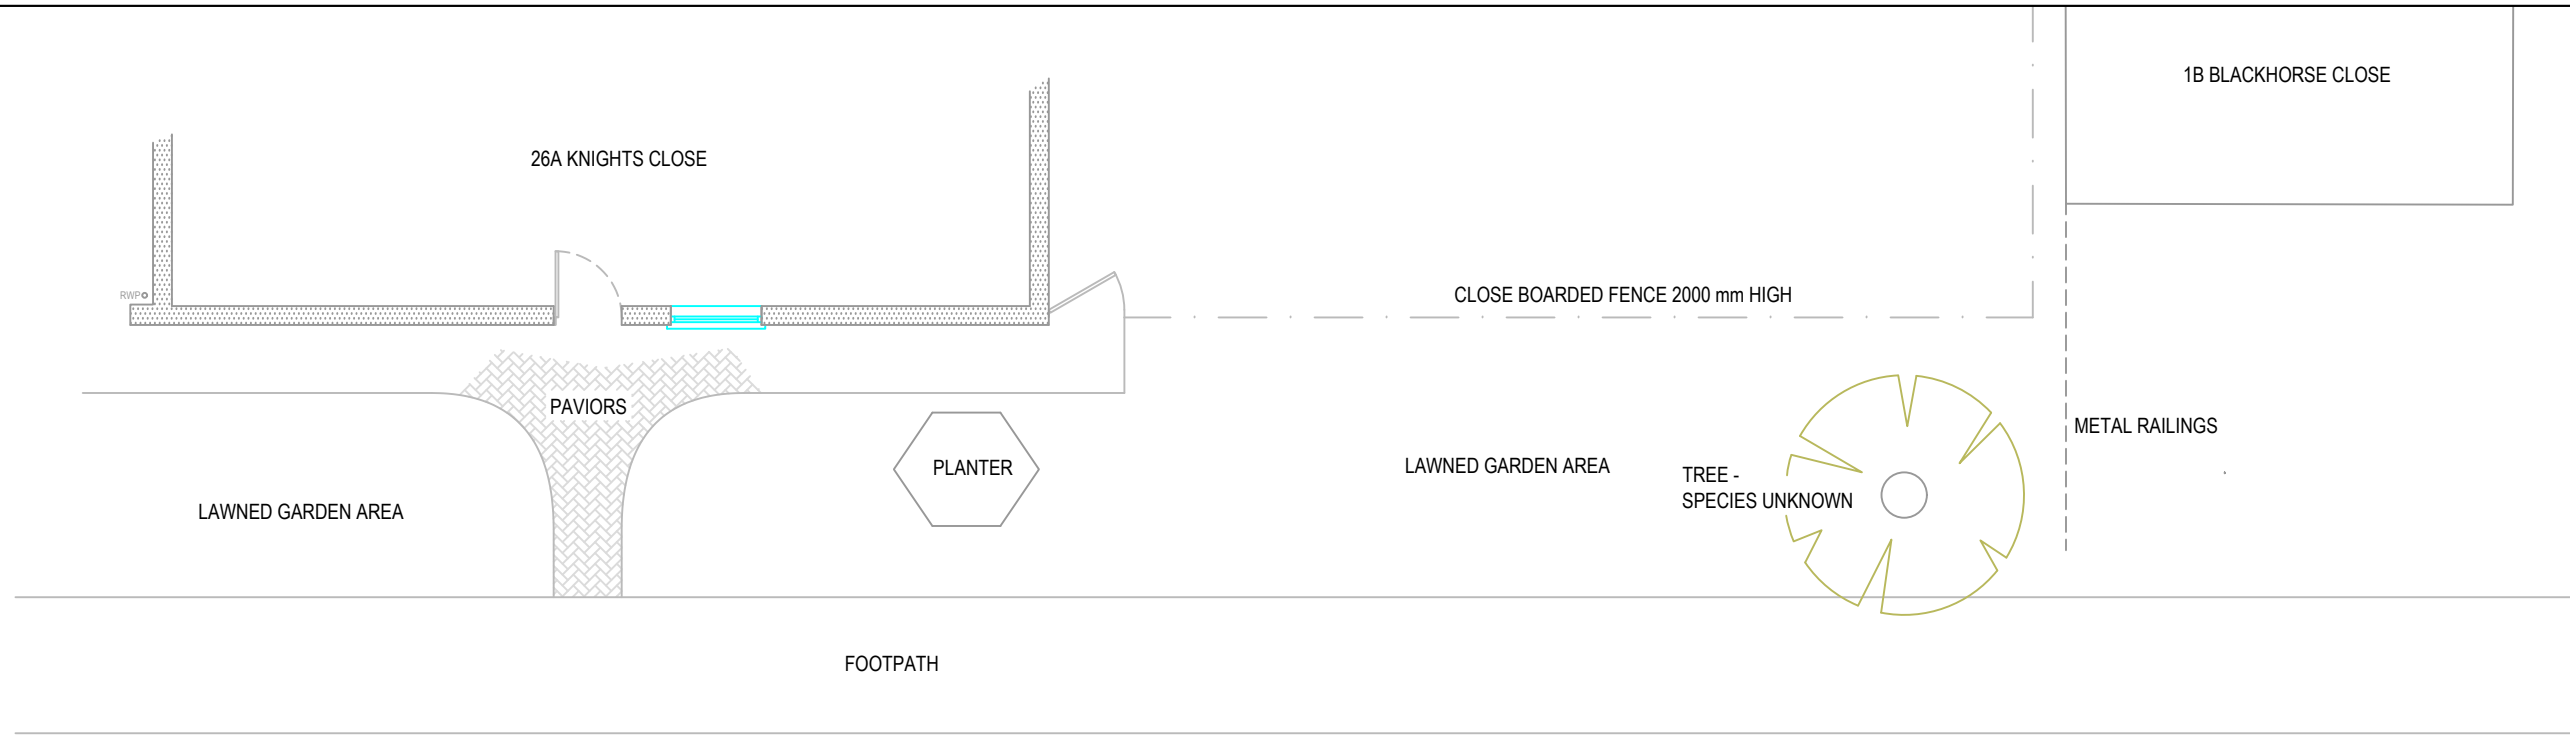 1B BLACKHORSE CLOSE
26A KNIGHTS CLOSE
RWP
CLOSE BOARDED FENCE 2000 mm HIGH
PAVIORS
METAL RAILINGS
PLANTER
LAWNED GARDEN AREA
TREE -
SPECIES UNKNOWN
LAWNED GARDEN AREA
FOOTPATH